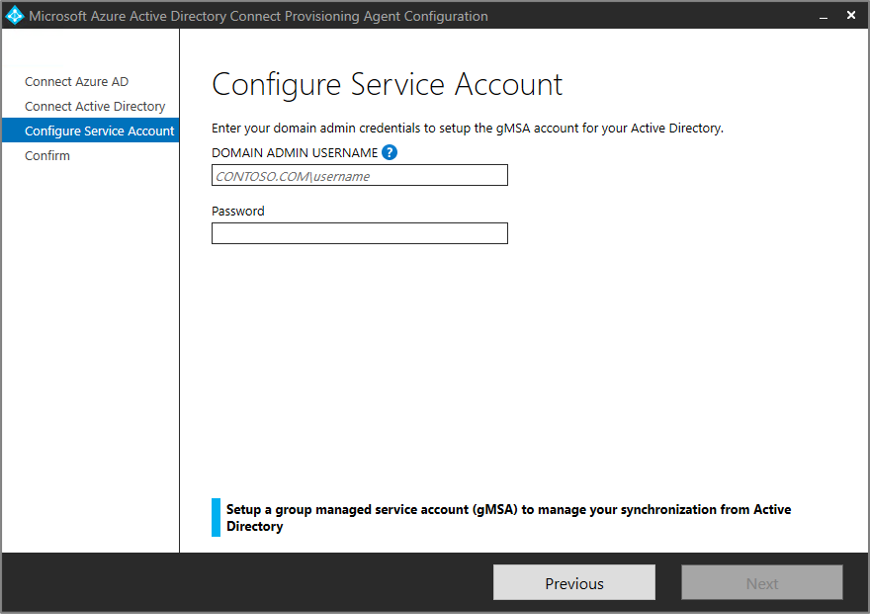 Microsoft Azure Active Directory Connect Provisioning Agent Configuration
Connect Azure AD
Connect Active Directory
Configure Service Account
Confirm
Configure Service Account
Enter your domain admin credentials to setup the gMSA account for your Active Directory.
DOMAIN ADMIN USERNAME ?
CONTOSO.COM\username
Password
Setup a group managed service account (gMSA) to manage your synchronization from Active
Directory
Previous
Next